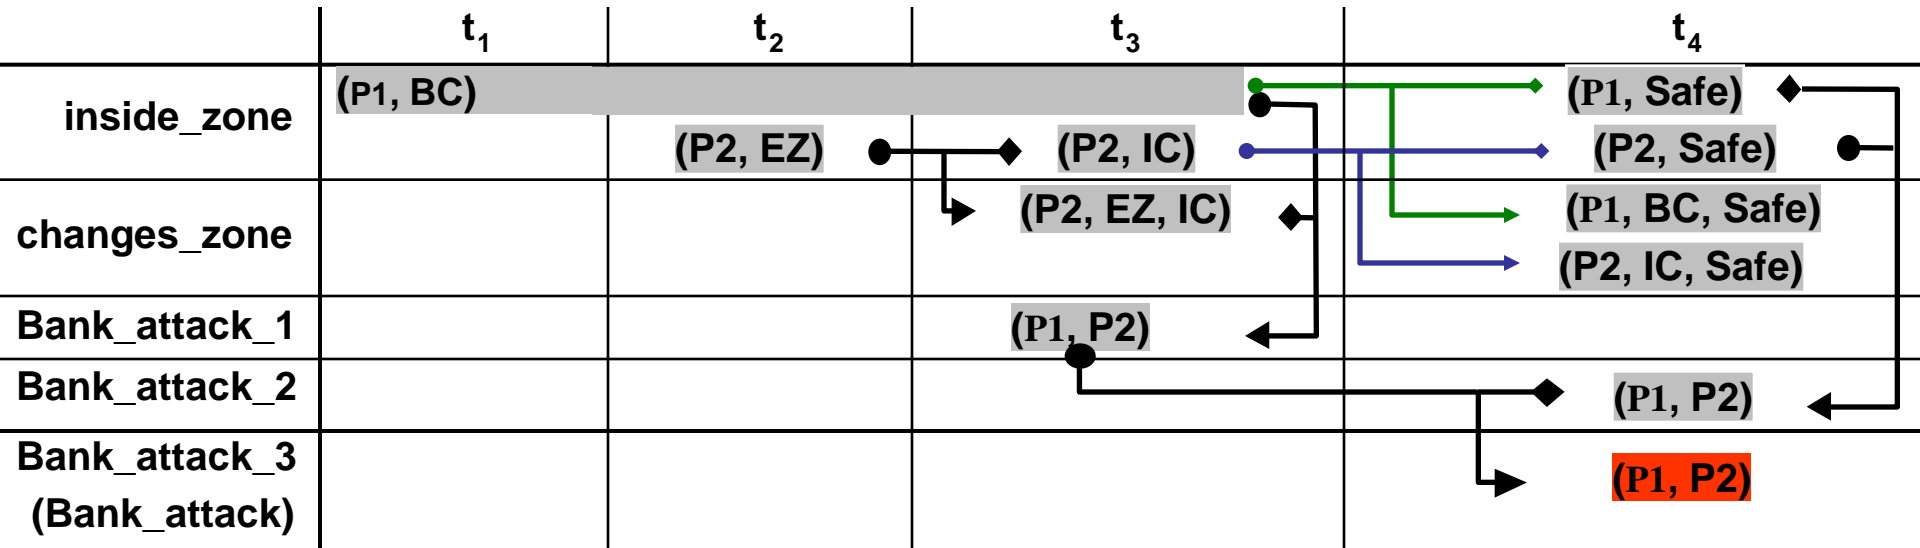 t1 t2 t3 t4
inside_zone (P1, BC) (P1, Safe)
(P2, EZ) (P2, IC) (P2, Safe)
changes_zone (P2, EZ, IC) (P1, BC, Safe)
(P2, IC, Safe)
Bank_attack_1 (P1, P2)
Bank_attack_2 (P1, P2)
Bank_attack_3 (P1, P2)
(Bank_attack)